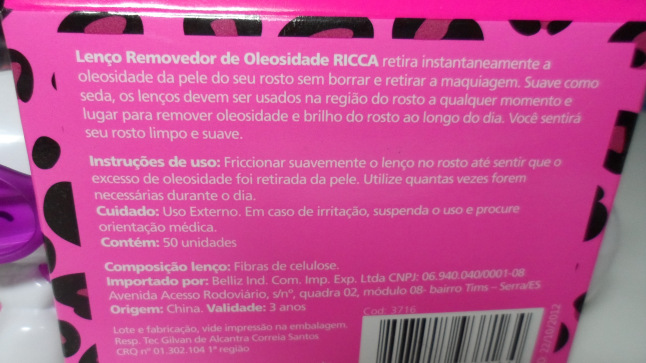 Lenço Removedor de Oleosidade RICCA retira instantaneamente a
oleosidade da pele do seu rosto sem borrar e retirar a maquiagem. Suave como
seda, os lenços devem ser usados na região do rosto a qualquer momento e
lugar para remover oleosidade e brilho do rosto ao longo do dia. Você sentirá
seu rosto limpo e suave.
Instruções de uso: Friccionar suavemente o lenço no rosto até sentir que o
excesso de oleosidade foi retirada da pele. Utilize quantas vezes forem
necessárias durante o dia.
Cuidado: Uso Externo. Em caso de irritação, suspenda o uso e procure
orientação médica.
Contém: 50 unidades
Composição lenço: Fibras de celulose.
Importado por: Belliz Ind. Com. Imp. Exp. Ltda CNPJ: 06.940.040/0001-08
Avenida Acesso Rodoviário, s/nº, quadra 02, módulo 08- bairro Tims – Serra/ES
Origem: China. Validade: 3 anos
Cod: 3716
Lote e fabricação, vide impressão na embalagem.
Resp. Tec Gilvan de Alcantra Correia Santos
CRQ nº 01.302.104 1ª região
22/10/2012